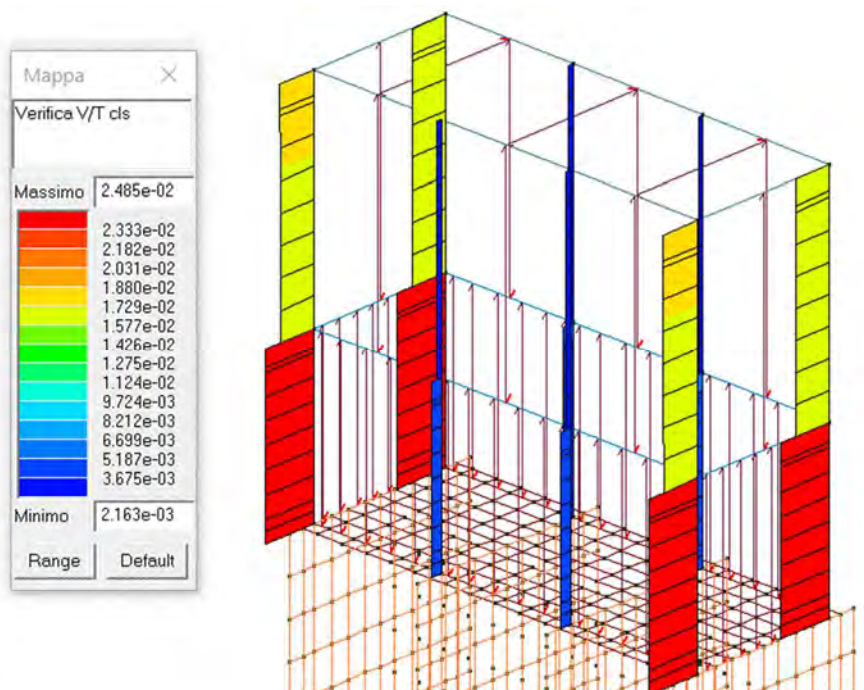 Mappa
Verifica V/T cls
Massimo 2.485e-02
2.333e-02
2.182e-02
2.031e-02
1.880e-02
1.729e-02
1.577e-02
1.426e-02
1.275e-02
1.124e-02
9.724e-03
8.212e-03
6.699e-03
5.187e-03
3.675e-03
Minimo 2.163e-03
Range Default